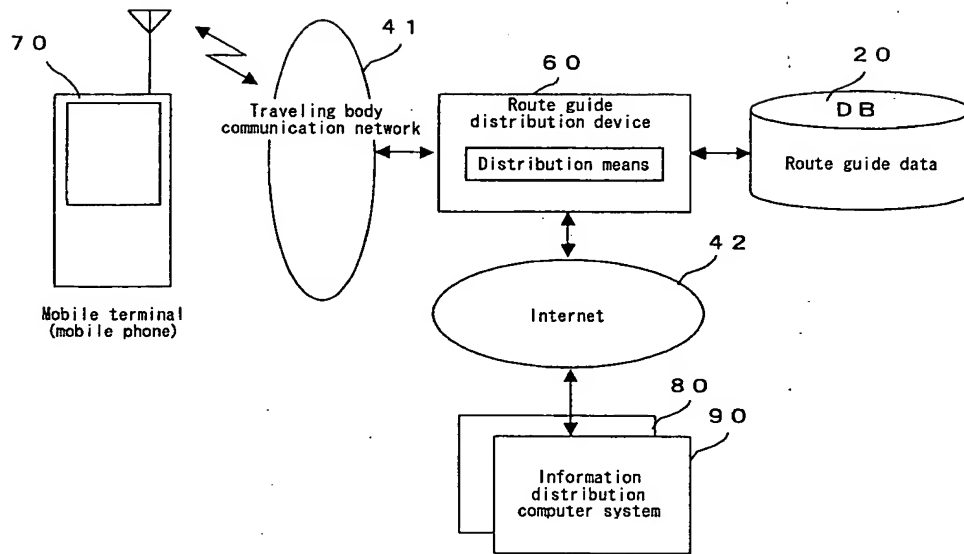 70
Mobile terminal
(mobile phone)
41
Traveling body
communication network
60
Route guide
distribution device
Distribution means
20
DB
Route guide data
42
Internet
80
90
Information
distribution
computer system